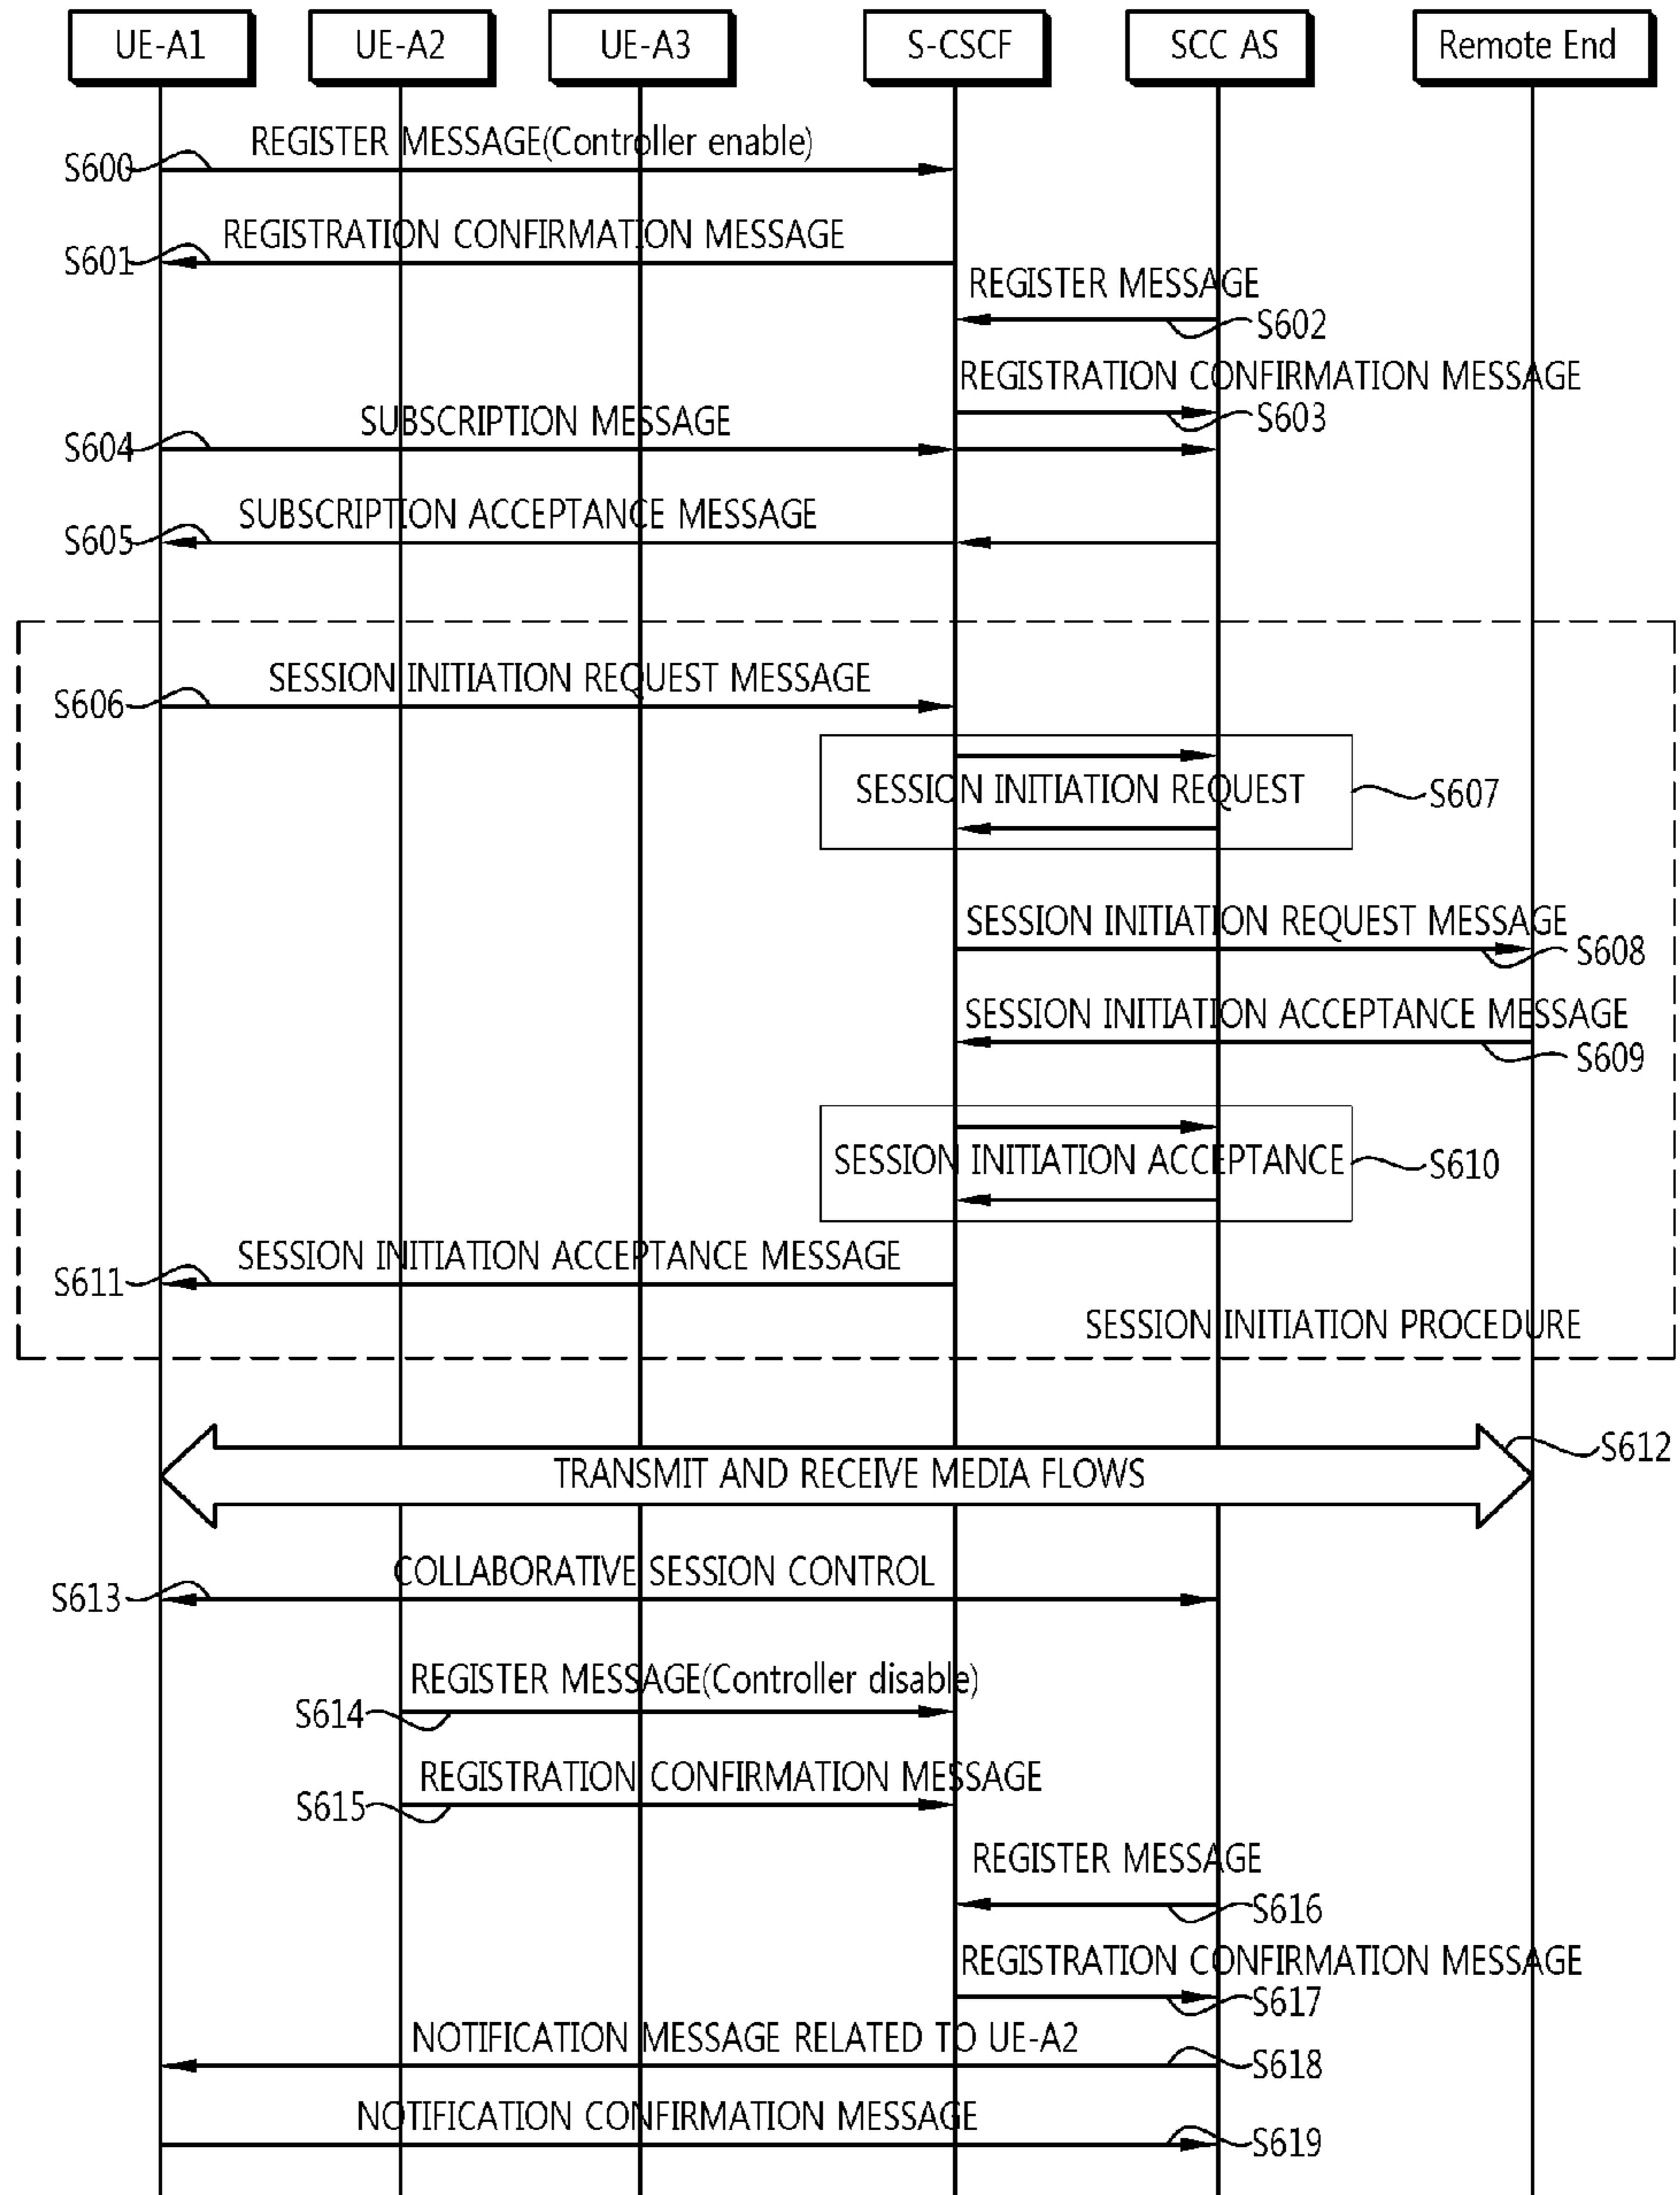 UE-A1
UE-A2
UE-A3
S-CSCF
SCC AS
Remote End
REGISTER MESSAGE(Controller enable)
S600
REGISTRATION CONFIRMATION MESSAGE
S601
REGISTER MESSAGE
S602
REGISTRATION CONFIRMATION MESSAGE
S603
SUBSCRIPTION MESSAGE
S604
SUBSCRIPTION ACCEPTANCE MESSAGE
S605
SESSION INITIATION REQUEST MESSAGE
S606
SESSION INITIATION REQUEST
S607
SESSION INITIATION REQUEST MESSAGE
S608
SESSION INITIATION ACCEPTANCE MESSAGE
S609
SESSION INITIATION ACCEPTANCE
S610
SESSION INITIATION ACCEPTANCE MESSAGE
S611
SESSION INITIATION PROCEDURE
S612
TRANSMIT AND RECEIVE MEDIA FLOWS
COLLABORATIVE SESSION CONTROL
S613
REGISTER MESSAGE(Controller disable)
S614
REGISTRATION CONFIRMATION MESSAGE
S615
REGISTER MESSAGE
S616
REGISTRATION CONFIRMATION MESSAGE
S617
NOTIFICATION MESSAGE RELATED TO UE-A2
S618
NOTIFICATION CONFIRMATION MESSAGE
S619